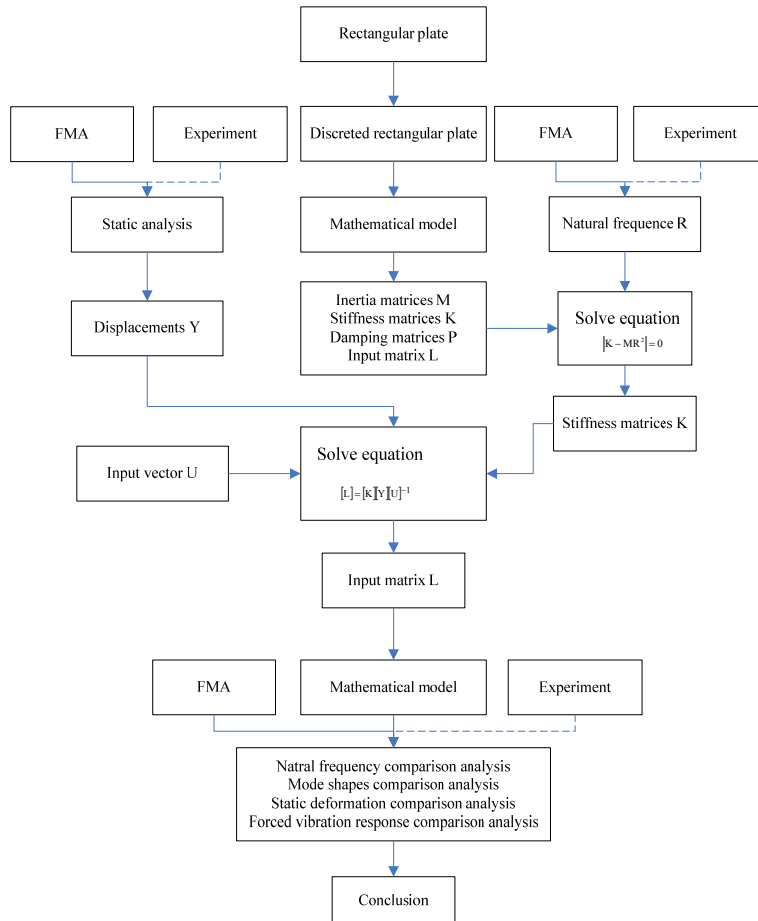 Rectangular plate
FMA
Experiment
Discreted rectangular plate
FMA
Experiment
Static analysis
Mathematical model
Natural frequence R
Inertia matrices M
Stiffness matrices K
Damping matrices P
Input matrix L
Displacements Y
Solve equation
|K − MR²| = 0
Stiffness matrices K
Input vector U
Solve equation
[L]=[K][Y][U]⁻¹
Input matrix L
FMA
Mathematical model
Experiment
Natral frequency comparison analysis
Mode shapes comparison analysis
Static deformation comparison analysis
Forced vibration response comparison analysis
Conclusion